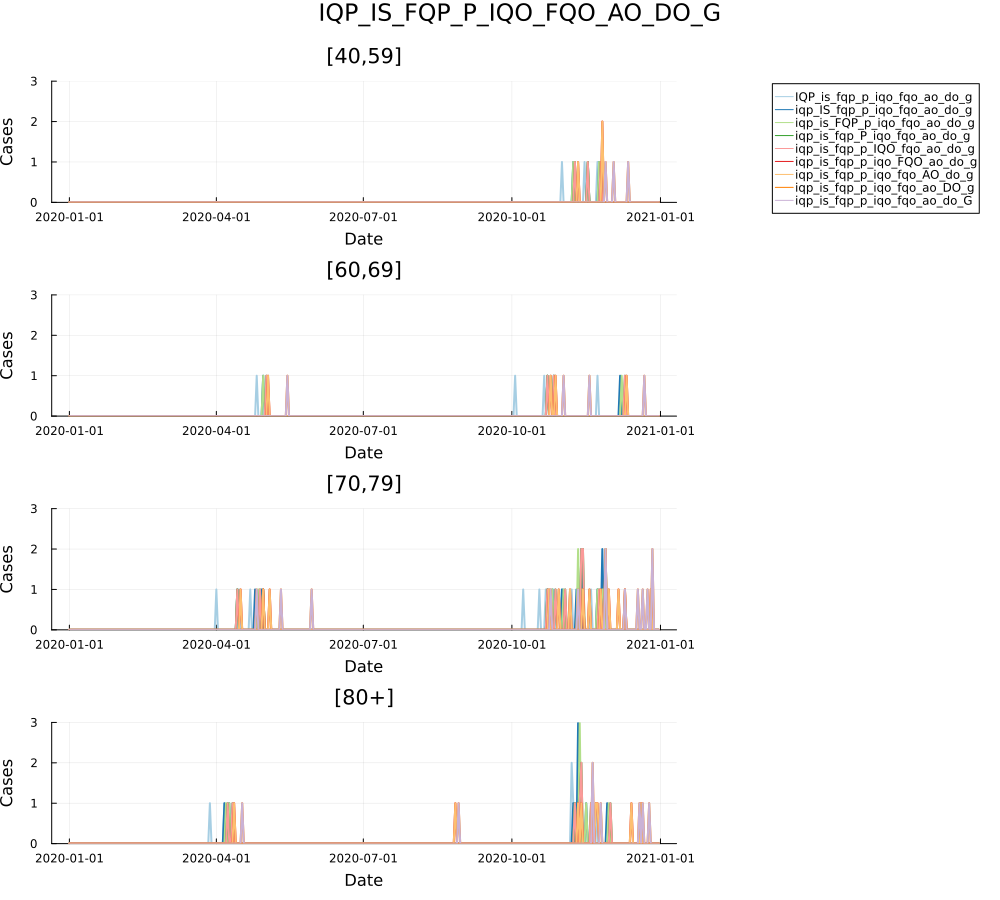 IQP_IS_FQP_P_IQO_FQO_AO_DO_G
[40,59]
3
2
1
0
Cases
2020-01-01 2020-04-01 2020-07-01 2020-10-01 2021-01-01
Date
IQP_is_fqp_p_iqo_fqo_ao_do_g
iqp_IS_fqp_p_iqo_fqo_ao_do_g
iqp_is_FQP_p_iqo_fqo_ao_do_g
iqp_is_fqp_P_iqo_fqo_ao_do_g
iqp_is_fqp_p_IQO_fqo_ao_do_g
iqp_is_fqp_p_iqo_FQO_ao_do_g
iqp_is_fqp_p_iqo_fqo_AO_do_g
iqp_is_fqp_p_iqo_fqo_ao_DO_g
iqp_is_fqp_p_iqo_fqo_ao_do_G
[60,69]
3
2
1
0
Cases
2020-01-01 2020-04-01 2020-07-01 2020-10-01 2021-01-01
Date
[70,79]
3
2
1
0
Cases
2020-01-01 2020-04-01 2020-07-01 2020-10-01 2021-01-01
Date
[80+]
3
2
1
0
Cases
2020-01-01 2020-04-01 2020-07-01 2020-10-01 2021-01-01
Date